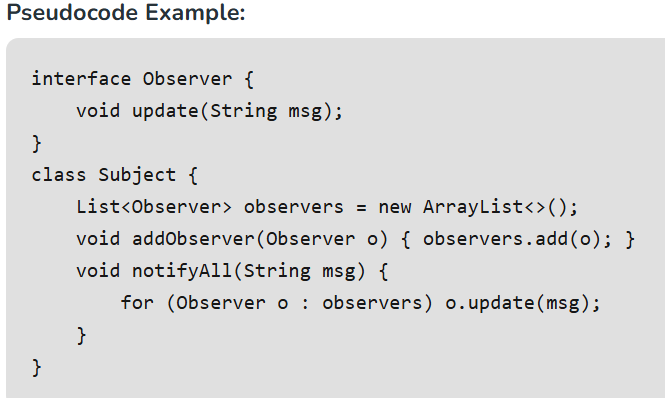 Pseudocode Example:
interface Observer {
    void update(String msg);
}
class Subject {
    List<Observer> observers = new ArrayList<>();
    void addObserver(Observer o) { observers.add(o); }
    void notifyAll(String msg) {
        for (Observer o : observers) o.update(msg);
    }
}